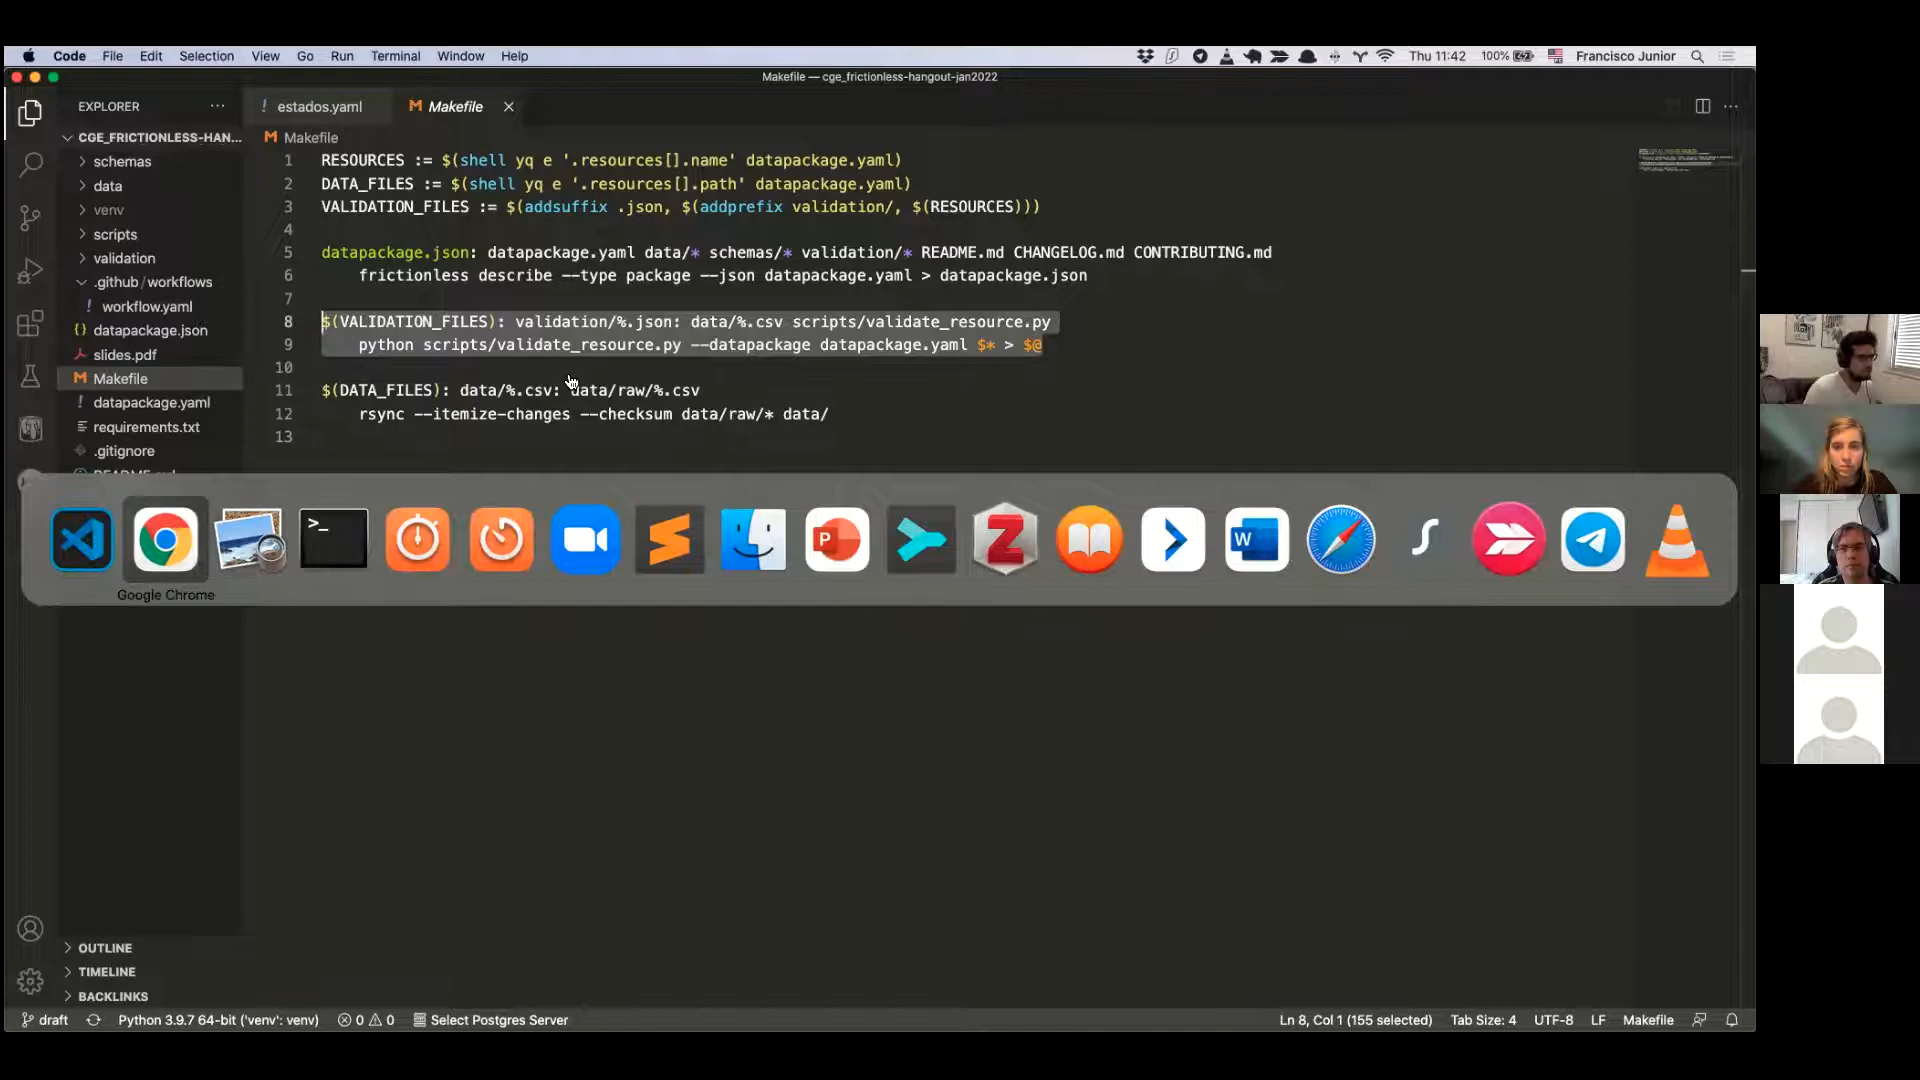 Code File Edit Selection View Go Run Terminal Window Help
Thu 11:42 100% Francisco Junior
Makefile — cge_frictionless-hangout-jan2022
EXPLORER
! estados.yaml
M Makefile
CGE_FRICTIONLESS-HAN...
M Makefile
schemas
data
venv
scripts
validation
.github/workflows
! workflow.yaml
{} datapackage.json
slides.pdf
M Makefile
! datapackage.yaml
requirements.txt
.gitignore
1 RESOURCES := $(shell yq e '.resources[].name' datapackage.yaml)
2 DATA_FILES := $(shell yq e '.resources[].path' datapackage.yaml)
3 VALIDATION_FILES := $(addsuffix .json, $(addprefix validation/, $(RESOURCES)))
4
5 datapackage.json: datapackage.yaml data/* schemas/* validation/* README.md CHANGELOG.md CONTRIBUTING.md
6 frictionless describe --type package --json datapackage.yaml > datapackage.json
7
8 $(VALIDATION_FILES): validation/%.json: data/%.csv scripts/validate_resource.py
9 python scripts/validate_resource.py --datapackage datapackage.yaml $* > $@
10
11 $(DATA_FILES): data/%.csv: data/raw/%.csv
12 rsync --itemize-changes --checksum data/raw/* data/
13
>_
P
Z
W
Google Chrome
OUTLINE
TIMELINE
BACKLINKS
draft Python 3.9.7 64-bit ('venv': venv) 0 0 Select Postgres Server
Ln 8, Col 1 (155 selected) Tab Size: 4 UTF-8 LF Makefile